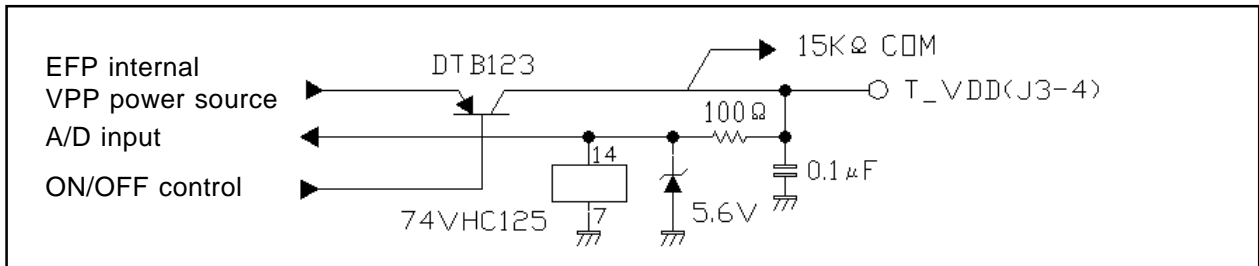 15KΩ COM
EFP internal
DTB123
VPP power source
T_VDD(J3-4)
100Ω
A/D input
14
0.1μF
ON/OFF control
7
5.6V
74VHC125